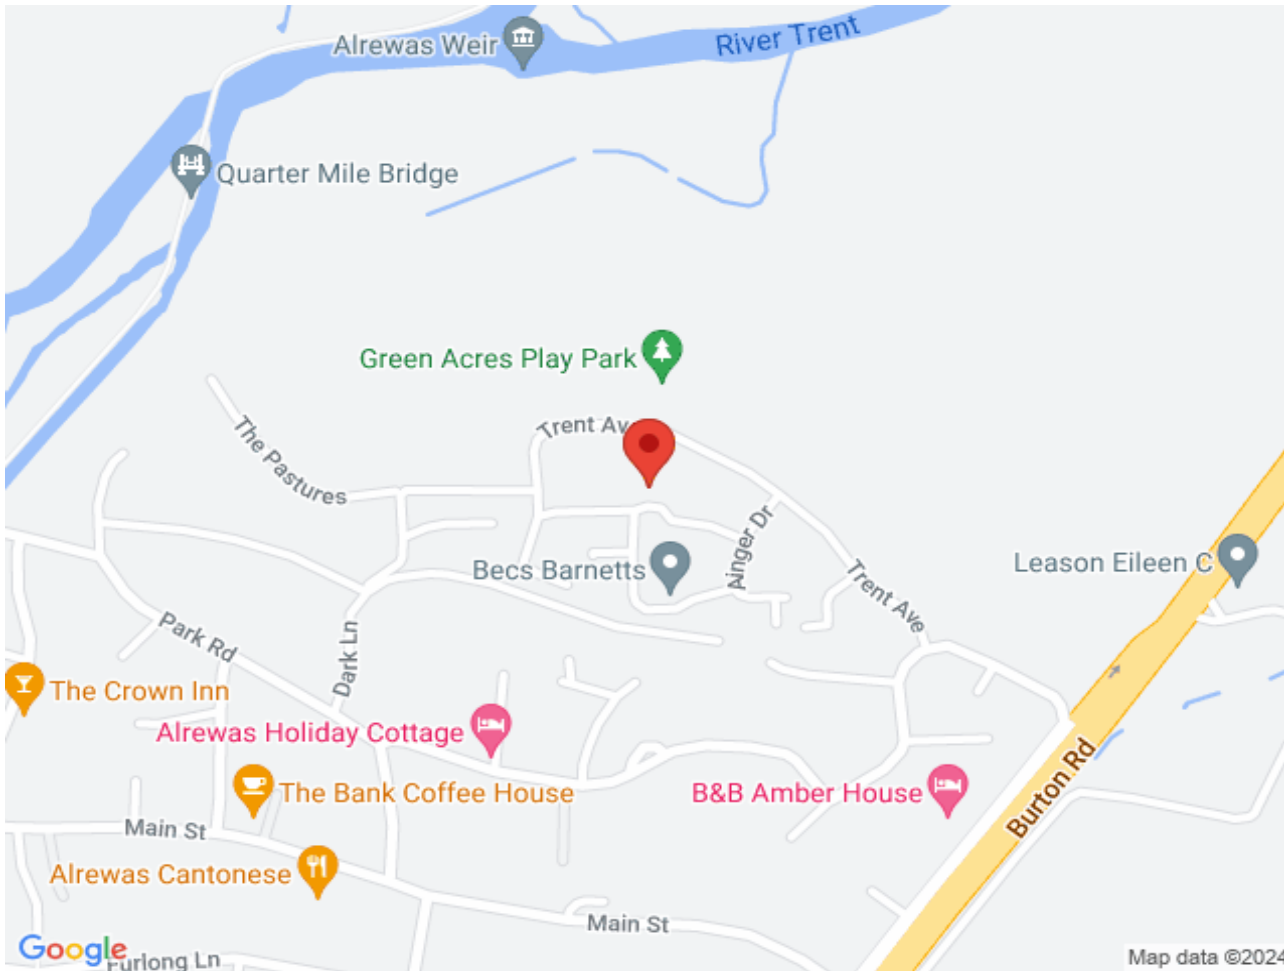 Alrewas Weir
River Trent
Quarter Mile Bridge
Green Acres Play Park
Trent Av
The Pastures
Ainger Dr
Becs Barnetts
Leason Eileen C
Trent Ave
Park Rd
Dark Ln
The Crown Inn
Alrewas Holiday Cottage
The Bank Coffee House
B&B Amber House
Burton Rd
Main St
Alrewas Cantonese
Main St
Google
Furlong Ln
Map data ©2024